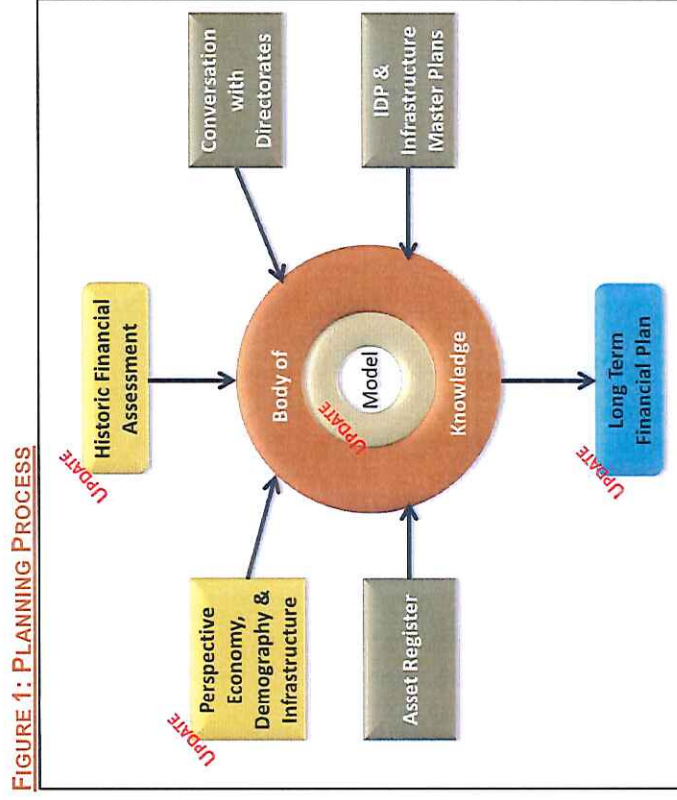 FIGURE 1: PLANNING PROCESS
UPDATE
Historic Financial
Assessment
Conversation
with
Directorates
UPDATE
Perspective
Economy,
Demography &
Infrastructure
Body of
UPDATE
Model
Knowledge
IDP &
Infrastructure
Master Plans
Asset Register
UPDATE
Long Term
Financial Plan